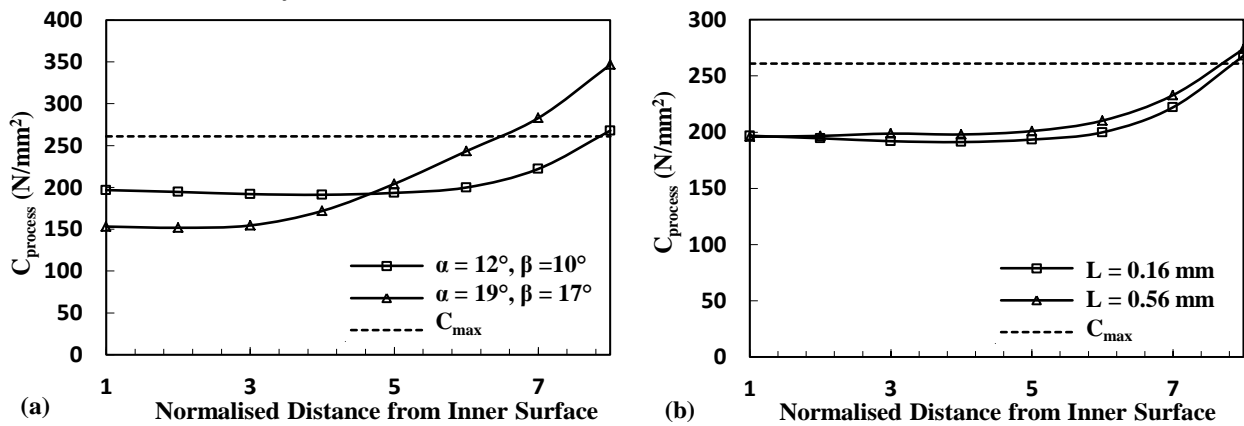 400
350
300
250
200
150
100
50
0
C_process (N/mm²)
α = 12°, β =10°
α = 19°, β = 17°
C_max
1 3 5 7
(a) Normalised Distance from Inner Surface
300
250
200
150
100
50
0
C_process (N/mm²)
L = 0.16 mm
L = 0.56 mm
C_max
1 3 5 7
(b) Normalised Distance from Inner Surface